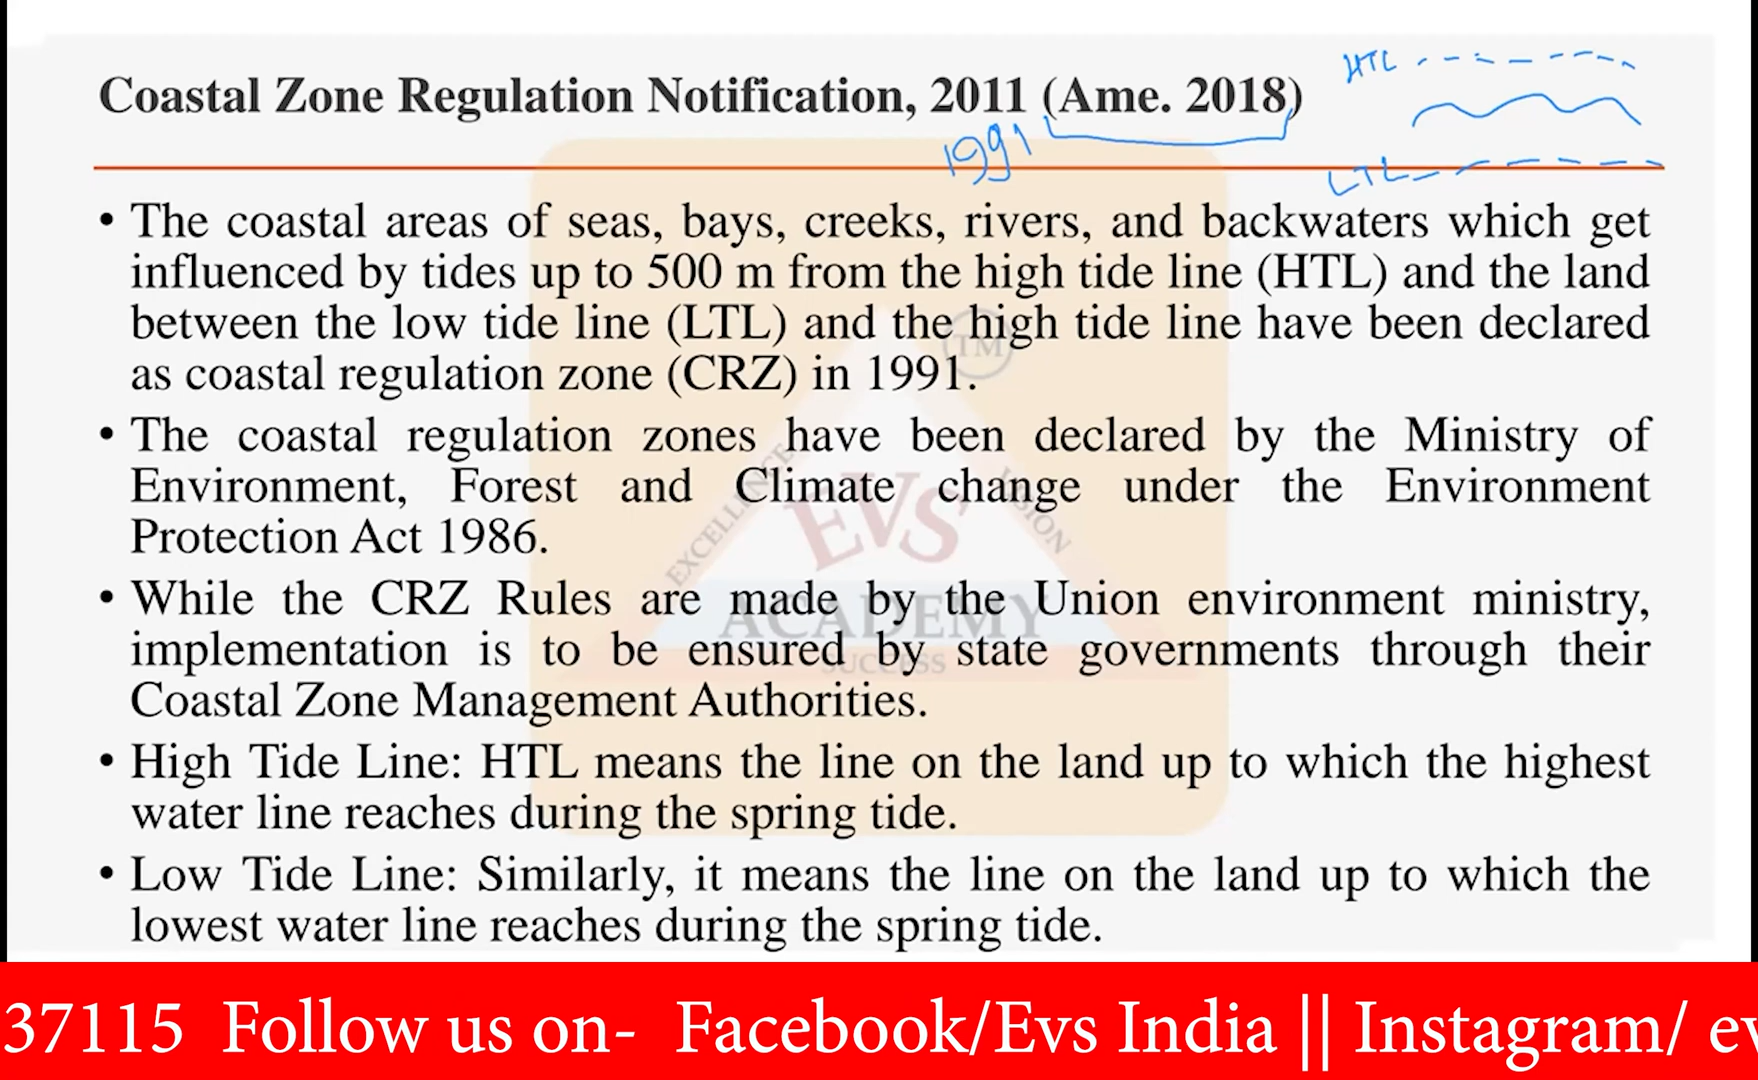 Coastal Zone Regulation Notification, 2011 (Ame. 2018)
HTL
1991
LTL
• The coastal areas of seas, bays, creeks, rivers, and backwaters which get
influenced by tides up to 500 m from the high tide line (HTL) and the land
between the low tide line (LTL) and the high tide line have been declared
as coastal regulation zone (CRZ) in 1991.
• The coastal regulation zones have been declared by the Ministry of
Environment, Forest and Climate change under the Environment
Protection Act 1986.
• While the CRZ Rules are made by the Union environment ministry,
implementation is to be ensured by state governments through their
Coastal Zone Management Authorities.
• High Tide Line: HTL means the line on the land up to which the highest
water line reaches during the spring tide.
• Low Tide Line: Similarly, it means the line on the land up to which the
lowest water line reaches during the spring tide.
TM
EXCELLENCE
VISION
EVS
ACADEMY
SUCCESS
37115 Follow us on- Facebook/Evs India || Instagram/ ev